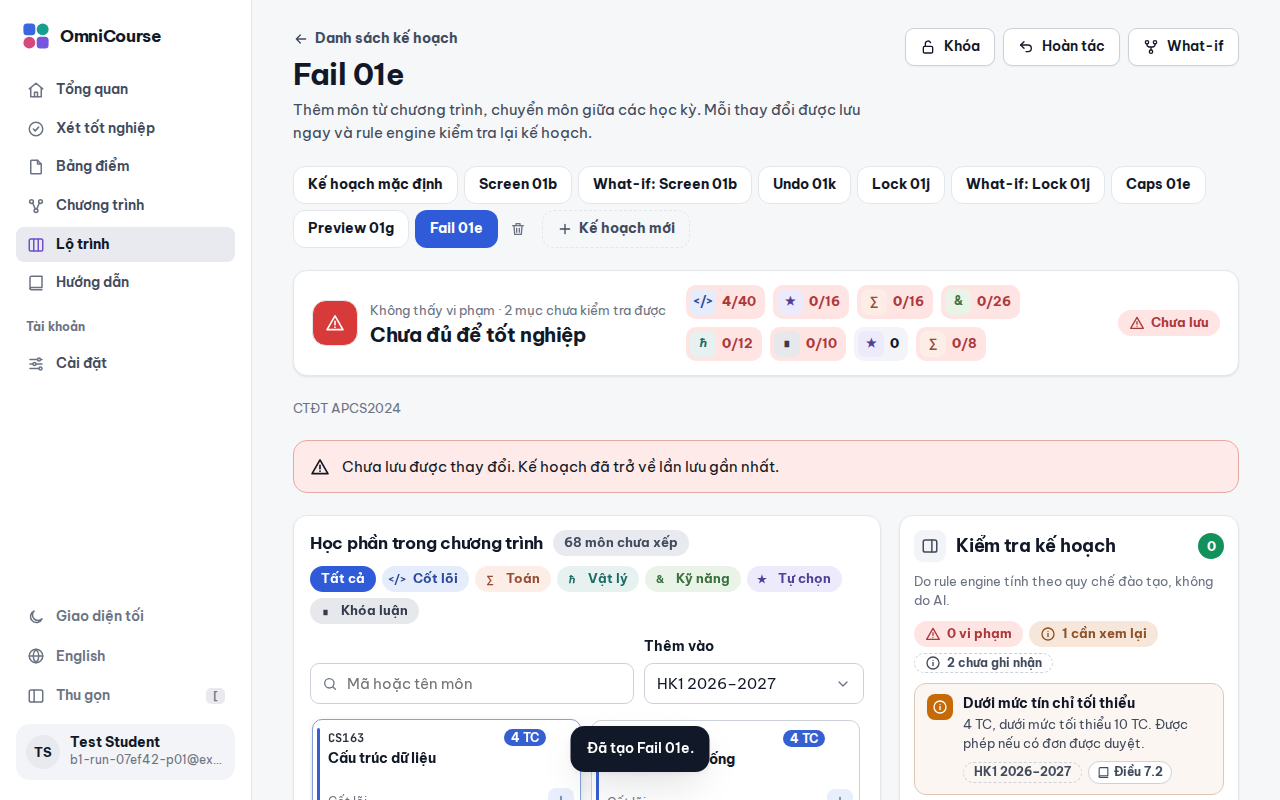 OmniCourse
Tổng quan
Xét tốt nghiệp
Bảng điểm
Chương trình
Lộ trình
Hướng dẫn
Tài khoản
Cài đặt
Giao diện tối
English
Thu gọn
[
TS
Test Student
b1-run-07ef42-p01@ex...
Danh sách kế hoạch
Khóa
Hoàn tác
What-if
Fail 01e
Thêm môn từ chương trình, chuyển môn giữa các học kỳ. Mỗi thay đổi được lưu
ngay và rule engine kiểm tra lại kế hoạch.
Kế hoạch mặc định
Screen 01b
What-if: Screen 01b
Undo 01k
Lock 01j
What-if: Lock 01j
Caps 01e
Preview 01g
Fail 01e
Kế hoạch mới
Không thấy vi phạm · 2 mục chưa kiểm tra được
Chưa đủ để tốt nghiệp
</> 4/40
★ 0/16
∑ 0/16
& 0/26
ℏ 0/12
∎ 0/10
★ 0
∑ 0/8
Chưa lưu
CTĐT APCS2024
Chưa lưu được thay đổi. Kế hoạch đã trở về lần lưu gần nhất.
Học phần trong chương trình
68 môn chưa xếp
Tất cả
</> Cốt lõi
∑ Toán
ℏ Vật lý
& Kỹ năng
★ Tự chọn
∎ Khóa luận
Thêm vào
Mã hoặc tên môn
HK1 2026–2027
CS163
4 TC
Cấu trúc dữ liệu
4 TC
ống
Đã tạo Fail 01e.
Kiểm tra kế hoạch
0
Do rule engine tính theo quy chế đào tạo, không
do AI.
0 vi phạm
1 cần xem lại
2 chưa ghi nhận
Dưới mức tín chỉ tối thiểu
4 TC, dưới mức tối thiểu 10 TC. Được
phép nếu có đơn được duyệt.
HK1 2026–2027
Điều 7.2